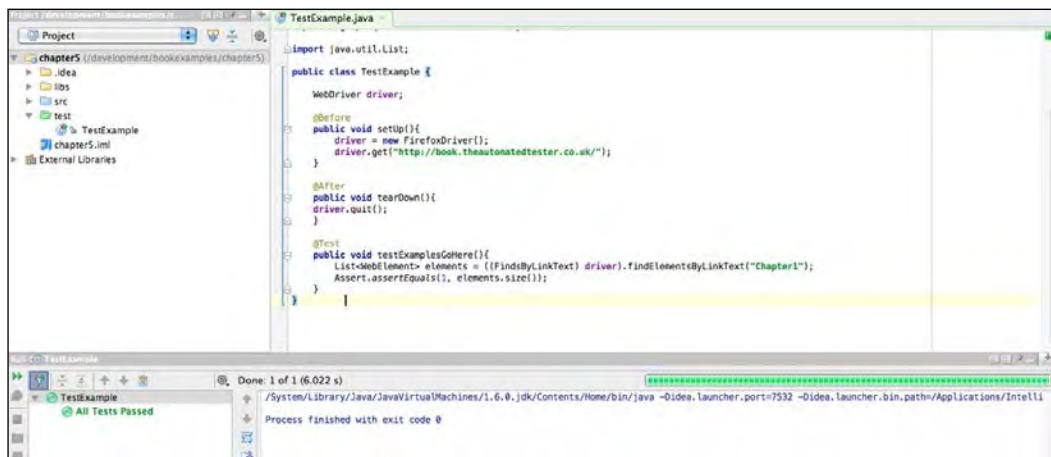 TestExample.java
Project
chapter5 (/development/bookexamples/chapter5)
.idea
libs
src
test
TestExample
chapter5.iml
External Libraries
import java.util.List;
public class TestExample {
WebDriver driver;
@Before
public void setUp(){
driver = new FirefoxDriver();
driver.get("http://book.theautomatedtester.co.uk/");
}
@After
public void tearDown(){
driver.quit();
}
@Test
public void testExamplesGoHere(){
List<WebElement> elements = ((FindsByLinkText) driver).findElementsByLinkText("Chapter1");
Assert.assertEquals(1, elements.size());
}
}
Run TestExample
Done: 1 of 1 (6.022 s)
TestExample
All Tests Passed
/System/Library/Java/JavaVirtualMachines/1.6.0.jdk/Contents/Home/bin/java -Didea.launcher.port=7532 -Didea.launcher.bin.path=/Applications/Intelli
Process finished with exit code 0